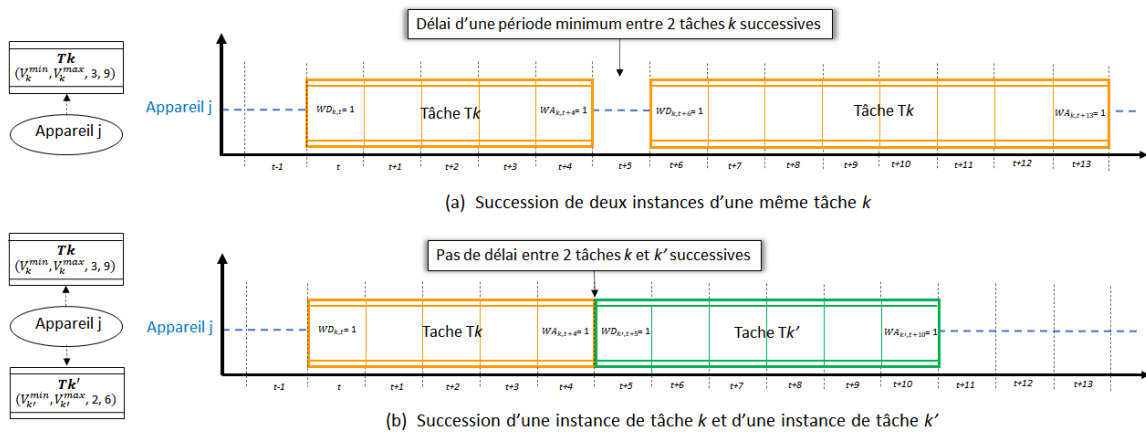 Délai d'une période minimum entre 2 tâches k successives
Tk
(V_k^min, V_k^max, 3, 9)
Appareil j
Appareil j
WD_k,t= 1
Tâche Tk
WA_k,t+4= 1
WD_k,t+6= 1
Tâche Tk
WA_k,t+13= 1
t-1 t t+1 t+2 t+3 t+4 t+5 t+6 t+7 t+8 t+9 t+10 t+11 t+12 t+13
(a) Succession de deux instances d'une même tâche k
Pas de délai entre 2 tâches k et k' successives
Tk
(V_k^min, V_k^max, 3, 9)
Appareil j
Tk'
(V_k'^min, V_k'^max, 2, 6)
Appareil j
WD_k,t= 1
Tache Tk
WA_k,t+4= 1
WD_k',t+5= 1
Tache Tk'
WA_k',t+10= 1
t-1 t t+1 t+2 t+3 t+4 t+5 t+6 t+7 t+8 t+9 t+10 t+11 t+12 t+13
(b) Succession d'une instance de tâche k et d'une instance de tâche k'